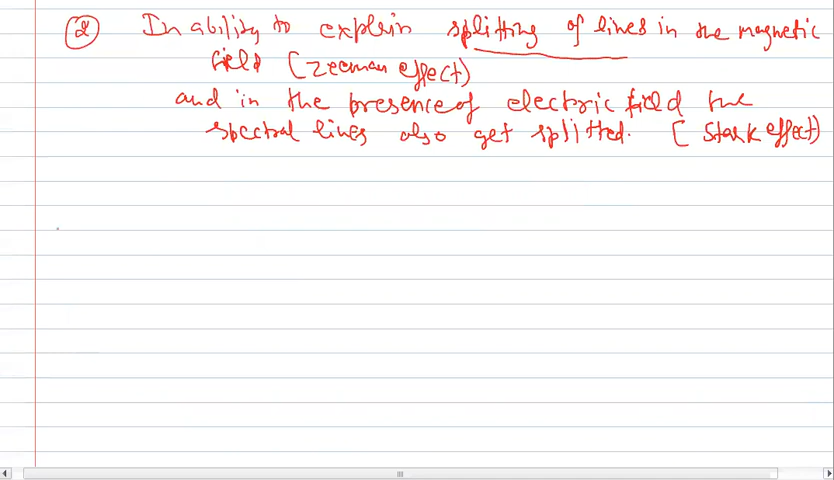 ② Inability to explain splitting of lines in the magnetic
field (Zeeman effect)
and in the presence of electric field the
spectral lines also get splitted. [Stark effect)